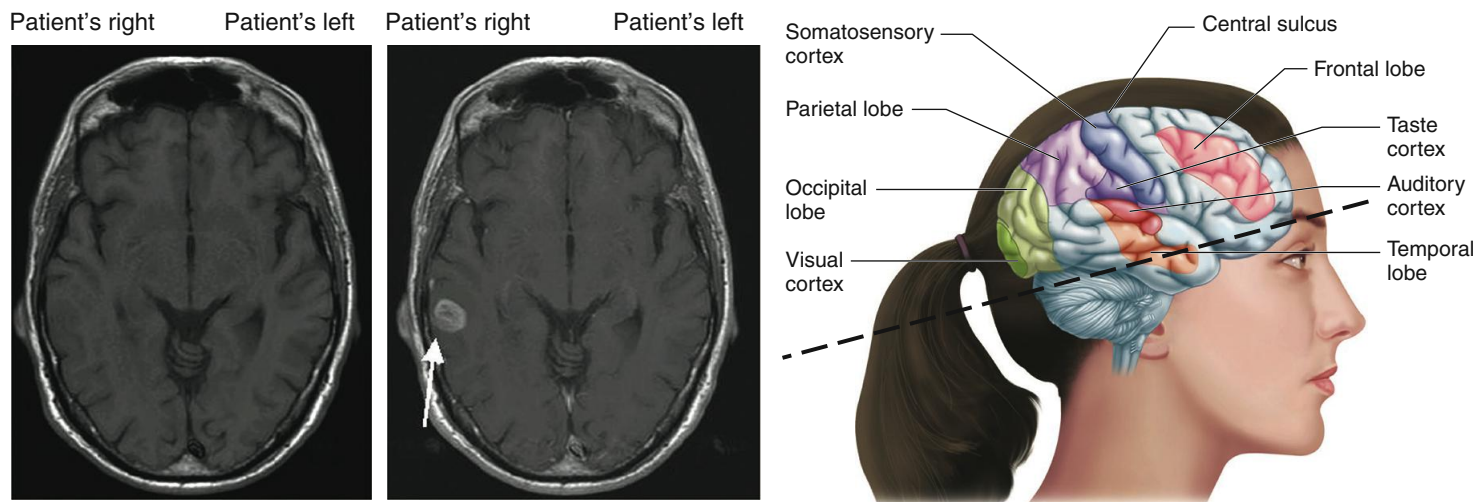 Patient's right
Patient's left
Patient's right
Patient's left
Somatosensory
cortex
Central sulcus
Frontal lobe
Parietal lobe
Taste
cortex
Occipital
lobe
Auditory
cortex
Visual
cortex
Temporal
lobe